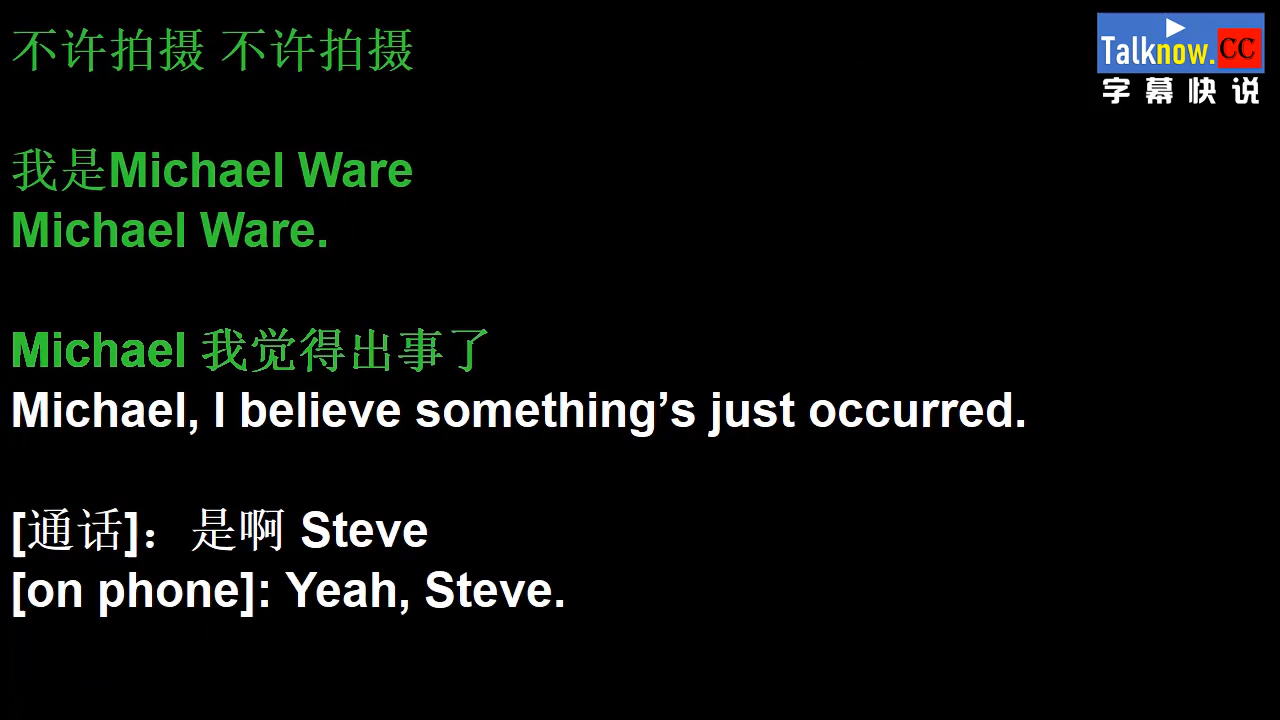 不许拍摄 不许拍摄
Talknow.CC
字幕快说
我是Michael Ware
Michael Ware.
Michael 我觉得出事了
Michael, I believe something’s just occurred.
[通话]：是啊 Steve
[on phone]: Yeah, Steve.